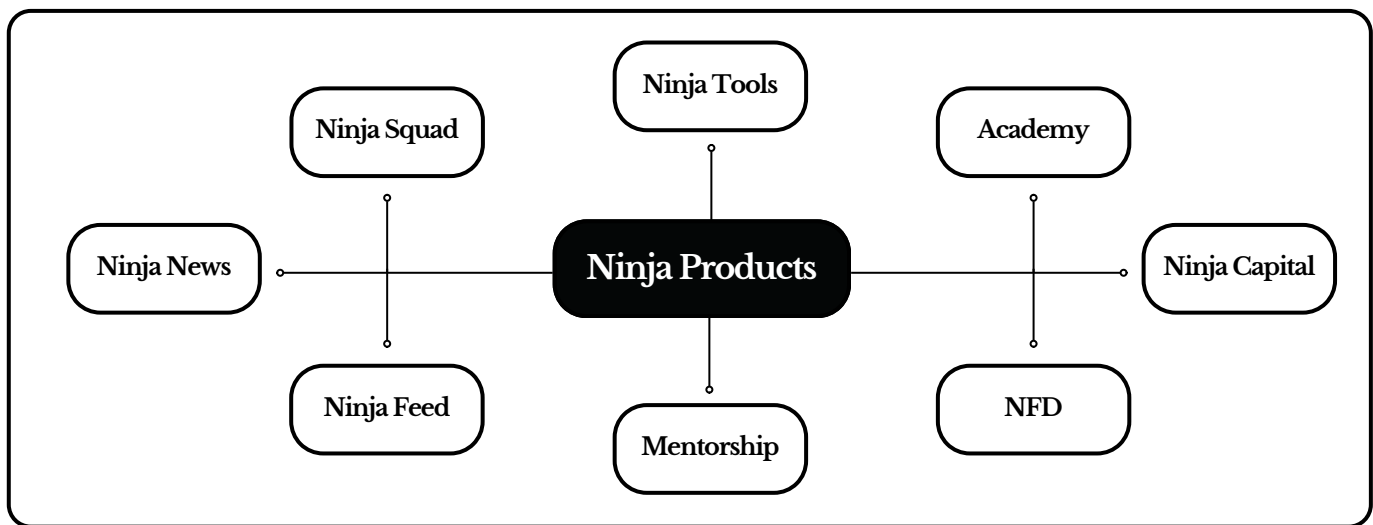 Ninja Tools
Ninja Squad
Academy
Ninja News
Ninja Products
Ninja Capital
Ninja Feed
NFD
Mentorship